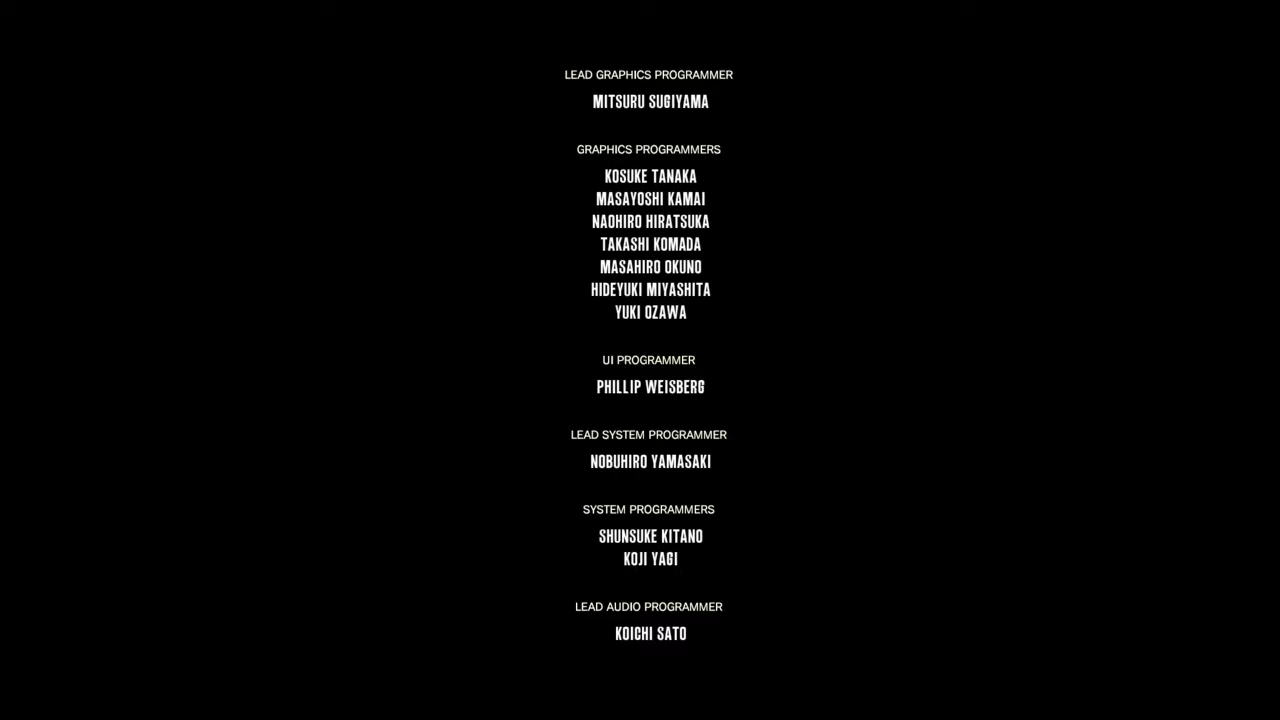 LEAD GRAPHICS PROGRAMMER
MITSURU SUGIYAMA
GRAPHICS PROGRAMMERS
KOSUKE TANAKA
MASAYOSHI KAMAI
NAOHIRO HIRATSUKA
TAKASHI KOMADA
MASAHIRO OKUNO
HIDEYUKI MIYASHITA
YUKI OZAWA
UI PROGRAMMER
PHILLIP WEISBERG
LEAD SYSTEM PROGRAMMER
NOBUHIRO YAMASAKI
SYSTEM PROGRAMMERS
SHUNSUKE KITANO
KOJI YAGI
LEAD AUDIO PROGRAMMER
KOICHI SATO